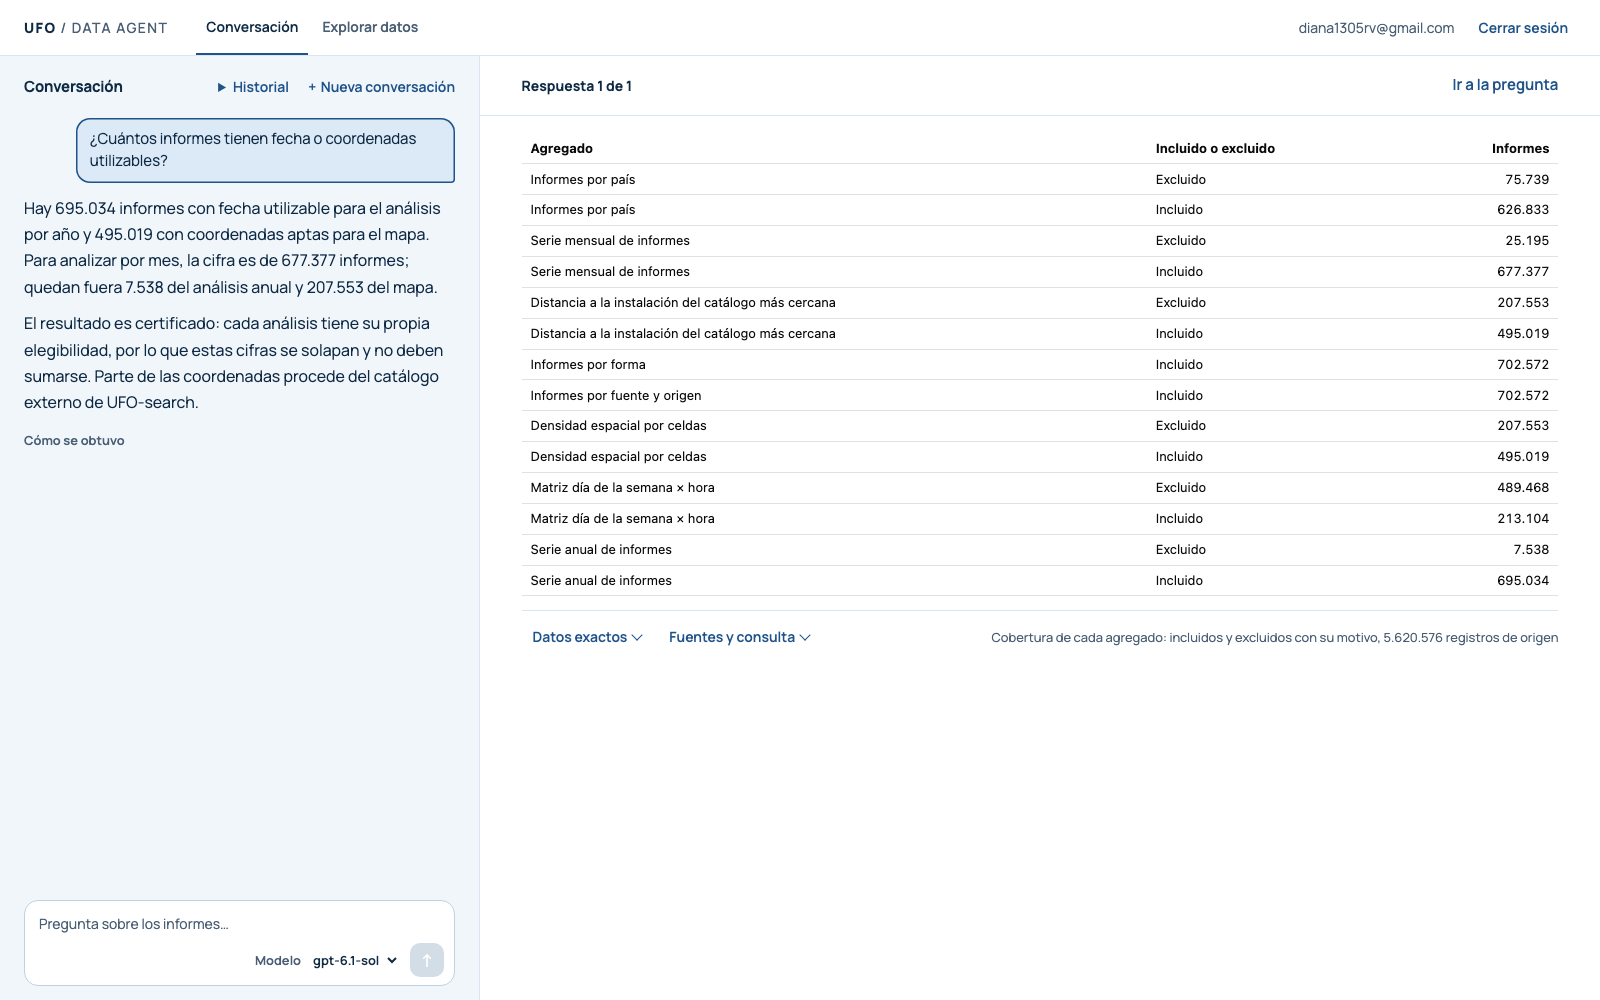 UFO / DATA AGENT
Conversación
Explorar datos
diana1305rv@gmail.com
Cerrar sesión
Conversación
▶ Historial
+ Nueva conversación
¿Cuántos informes tienen fecha o coordenadas
utilizables?
Hay 695.034 informes con fecha utilizable para el análisis
por año y 495.019 con coordenadas aptas para el mapa.
Para analizar por mes, la cifra es de 677.377 informes;
quedan fuera 7.538 del análisis anual y 207.553 del mapa.
El resultado es certificado: cada análisis tiene su propia
elegibilidad, por lo que estas cifras se solapan y no deben
sumarse. Parte de las coordenadas procede del catálogo
externo de UFO-search.
Cómo se obtuvo
Pregunta sobre los informes…
Modelo gpt-6.1-sol
Respuesta 1 de 1
Ir a la pregunta
Agregado Incluido o excluido Informes
Informes por país Excluido 75.739
Informes por país Incluido 626.833
Serie mensual de informes Excluido 25.195
Serie mensual de informes Incluido 677.377
Distancia a la instalación del catálogo más cercana Excluido 207.553
Distancia a la instalación del catálogo más cercana Incluido 495.019
Informes por forma Incluido 702.572
Informes por fuente y origen Incluido 702.572
Densidad espacial por celdas Excluido 207.553
Densidad espacial por celdas Incluido 495.019
Matriz día de la semana × hora Excluido 489.468
Matriz día de la semana × hora Incluido 213.104
Serie anual de informes Excluido 7.538
Serie anual de informes Incluido 695.034
Datos exactos
Fuentes y consulta
Cobertura de cada agregado: incluidos y excluidos con su motivo, 5.620.576 registros de origen